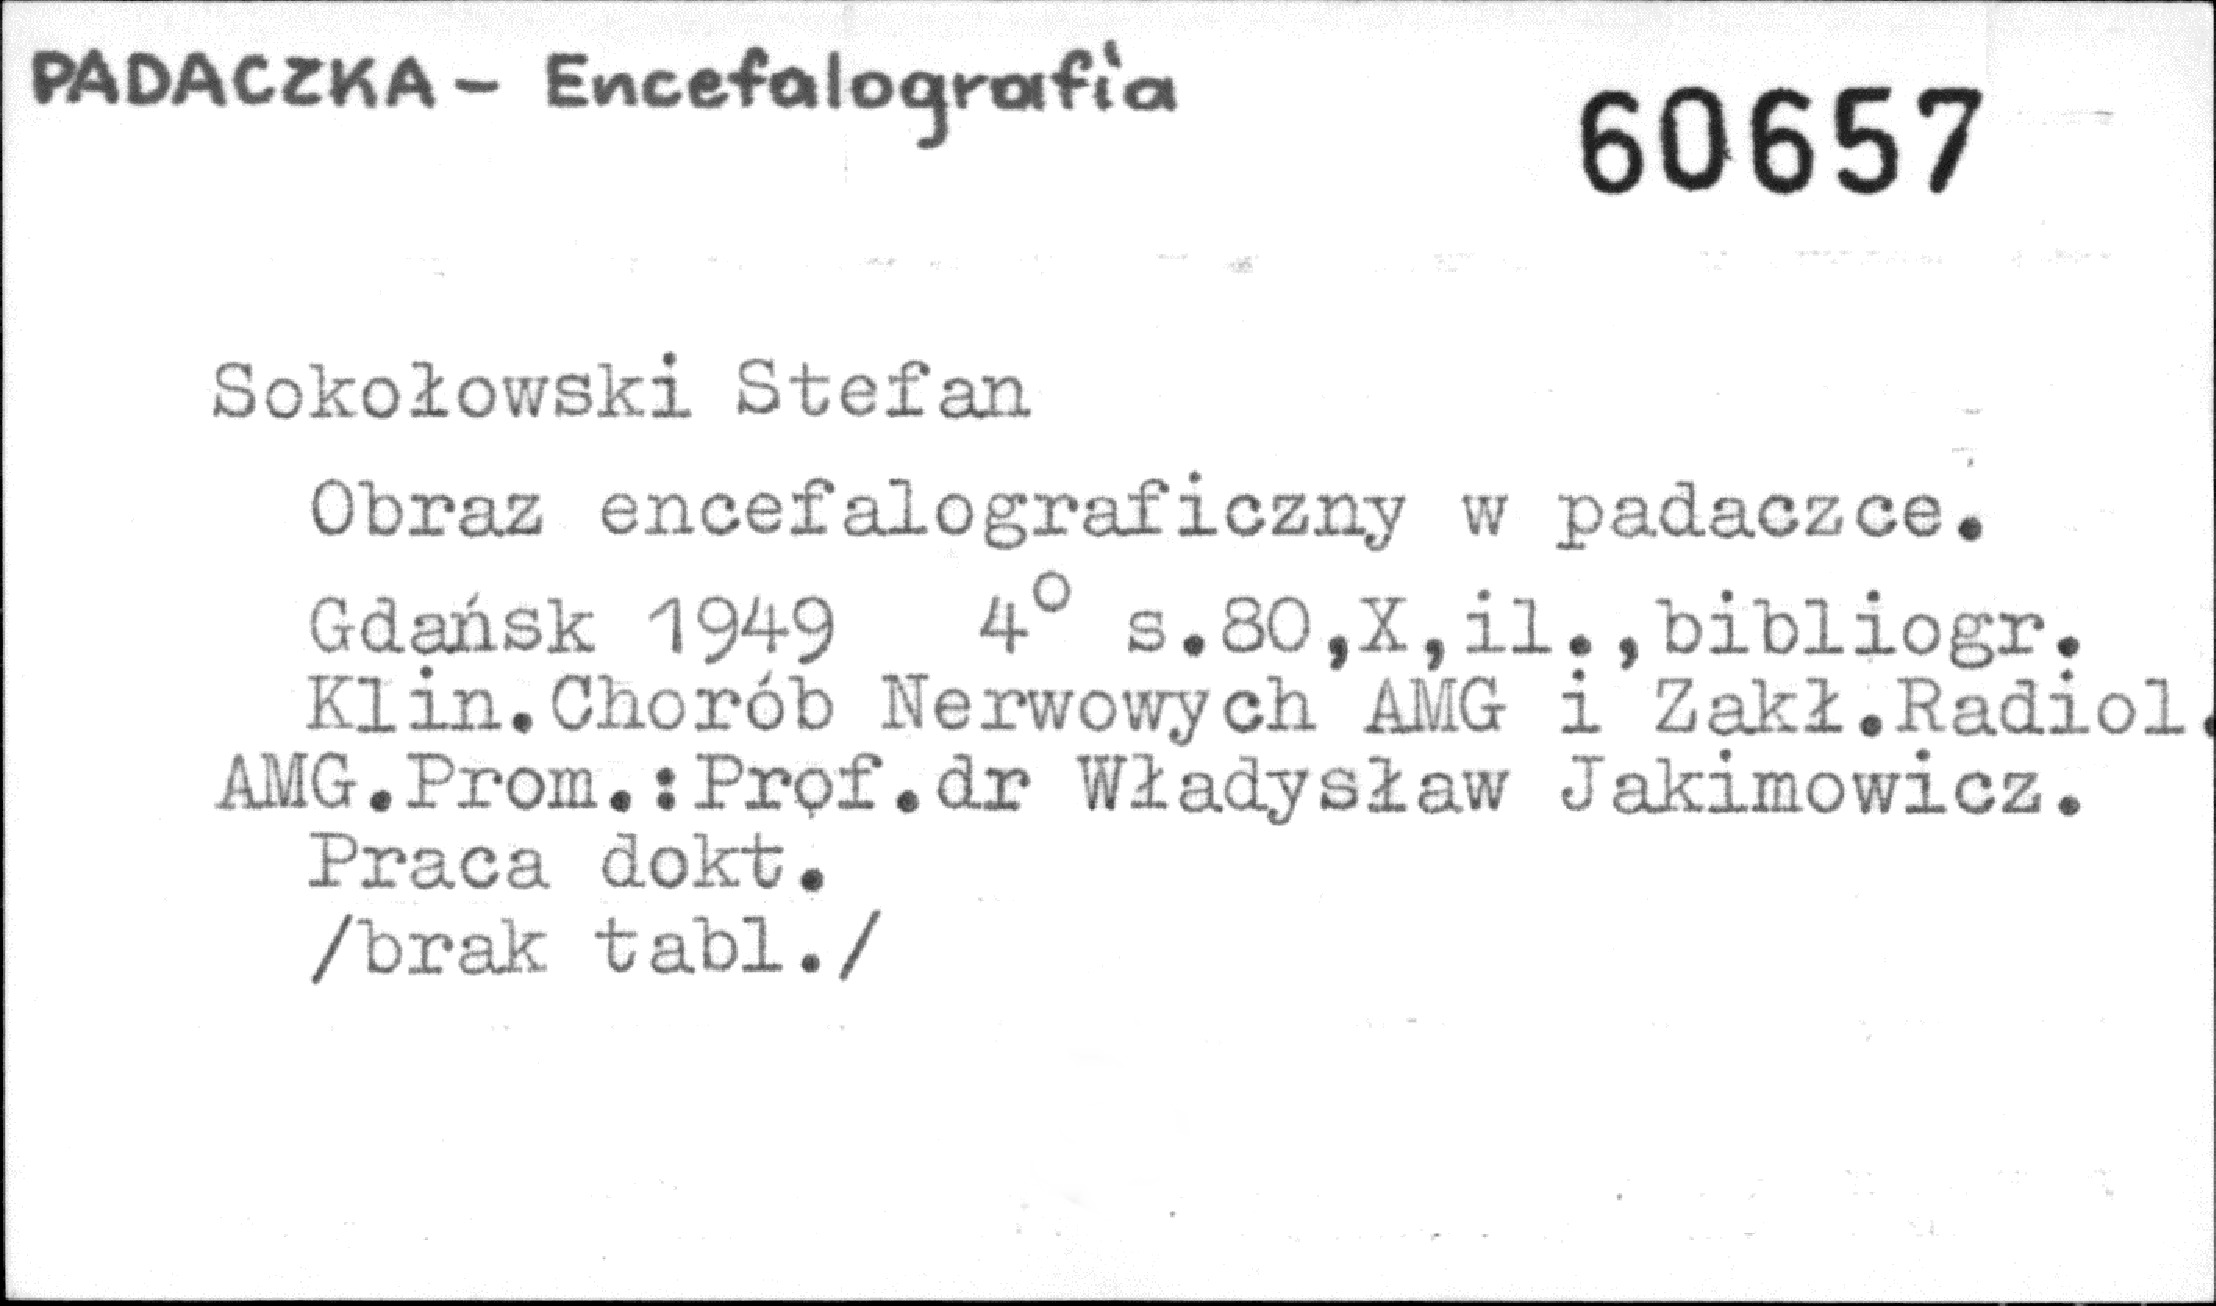 PADACZKA - Encefalografia
60657
Sokołowski Stefan
Obraz encefalograficzny w padaczce.
Gdańsk 1949 4° s.80,X,il.,bibliogr.
Klin.Chorób Nerwowych AMG i Zakł.Radiol.
AMG.Prom.:Prof.dr Władysław Jakimowicz.
Praca dokt.
/brak tabl./